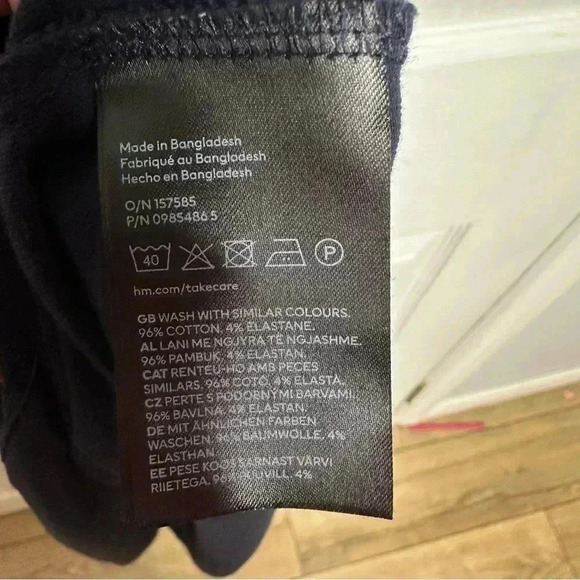 Made in Bangladesh
Fabriqué au Bangladesh
Hecho en Bangladesh
O/N 157585
P/N 0985486 5
40 P
hm.com/takecare
GB WASH WITH SIMILAR COLOURS.
96% COTTON. 4% ELASTANE.
AL LANI ME NGJYRA TË NGJASHME.
96% PAMBUK. 4% ELASTAN.
CAT RENTEU-HO AMB PECES
SIMILARS. 96% COTÓ. 4% ELASTÀ.
CZ PERTE S PODOBNÝMI BARVAMI.
96% BAVLNA. 4% ELASTAN.
DE MIT ÄHNLICHEN FARBEN
WASCHEN. 96% BAUMWOLLE. 4%
ELASTHAN.
EE PESE KOOS SARNAST VÄRVI
RIIETEGA. 96% PUUVILL. 4%